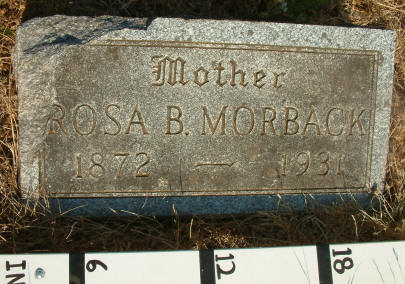 Mother
ROSA B. MORBACK
1872 — 1931
IN 6 12 18